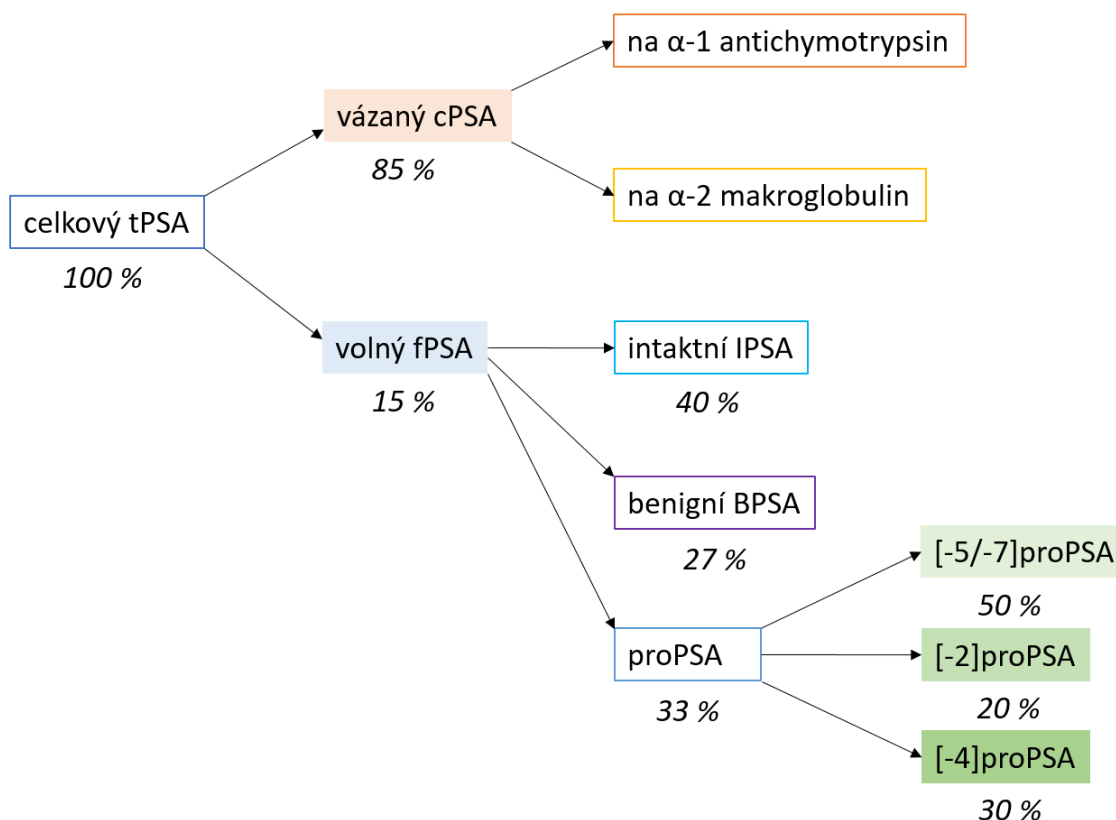 na α-1 antichymotrypsin
vázaný cPSA
85 %
na α-2 makroglobulin
celkový tPSA
100 %
volný fPSA
15 %
intaktní IPSA
40 %
benigní BPSA
27 %
[-5/-7]proPSA
50 %
proPSA
33 %
[-2]proPSA
20 %
[-4]proPSA
30 %